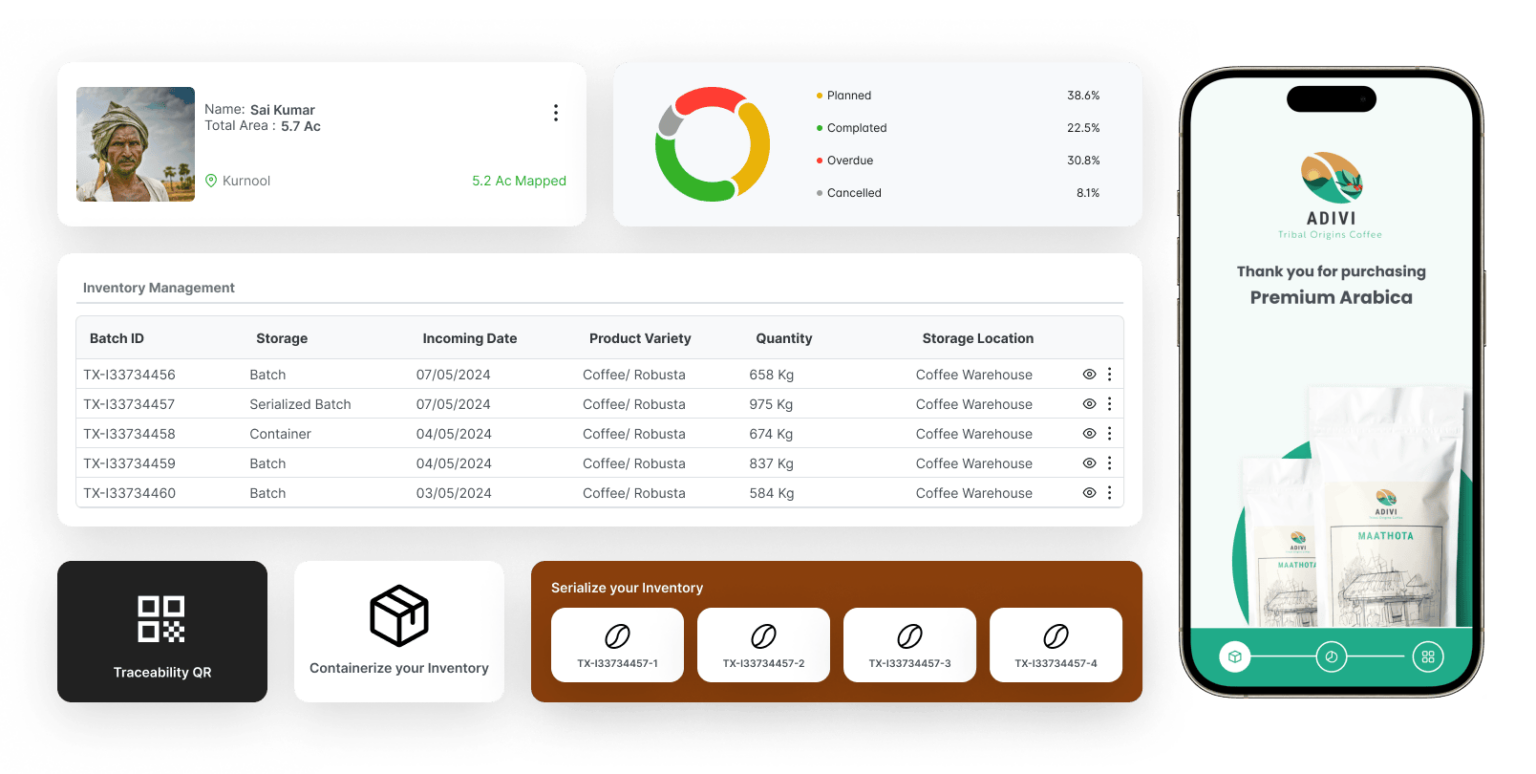 Name: Sai Kumar
Total Area : 5.7 Ac
Kurnool
5.2 Ac Mapped
Planned 38.6%
Complated 22.5%
Overdue 30.8%
Cancelled 8.1%
Inventory Management
Batch ID Storage Incoming Date Product Variety Quantity Storage Location
TX-I33734456 Batch 07/05/2024 Coffee/ Robusta 658 Kg Coffee Warehouse
TX-I33734457 Serialized Batch 07/05/2024 Coffee/ Robusta 975 Kg Coffee Warehouse
TX-I33734458 Container 04/05/2024 Coffee/ Robusta 674 Kg Coffee Warehouse
TX-I33734459 Batch 04/05/2024 Coffee/ Robusta 837 Kg Coffee Warehouse
TX-I33734460 Batch 03/05/2024 Coffee/ Robusta 584 Kg Coffee Warehouse
Traceability QR
Containerize your Inventory
Serialize your Inventory
TX-I33734457-1
TX-I33734457-2
TX-I33734457-3
TX-I33734457-4
ADIVI
Tribal Origins Coffee
Thank you for purchasing
Premium Arabica
ADIVI
MAATHOTA
ADIVI
MAATHOTA